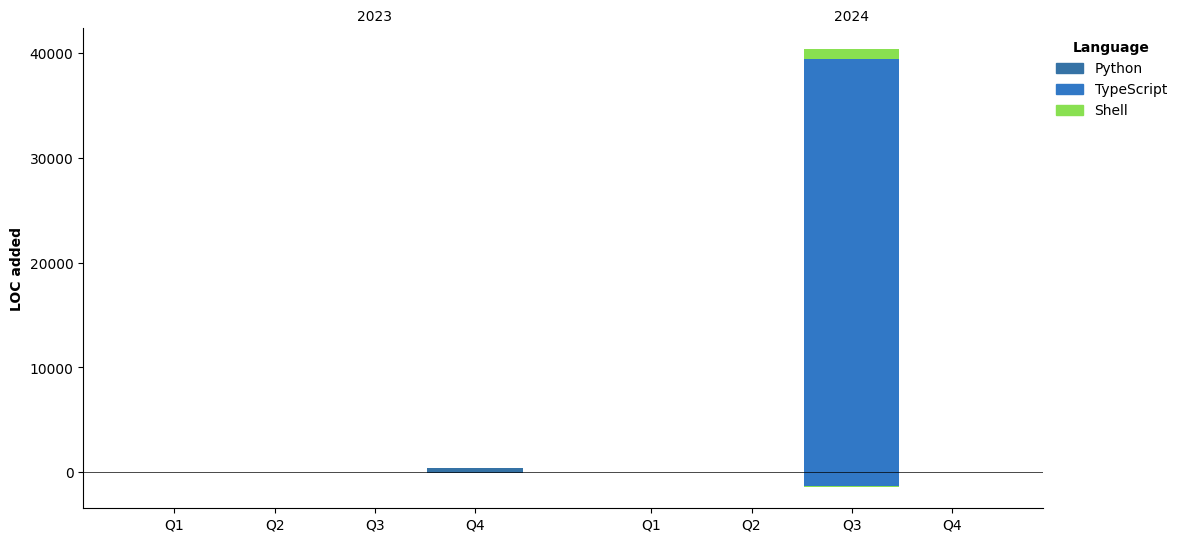 2023 2024
Language
Python
TypeScript
Shell
LOC added
40000
30000
20000
10000
0
Q1 Q2 Q3 Q4 Q1 Q2 Q3 Q4